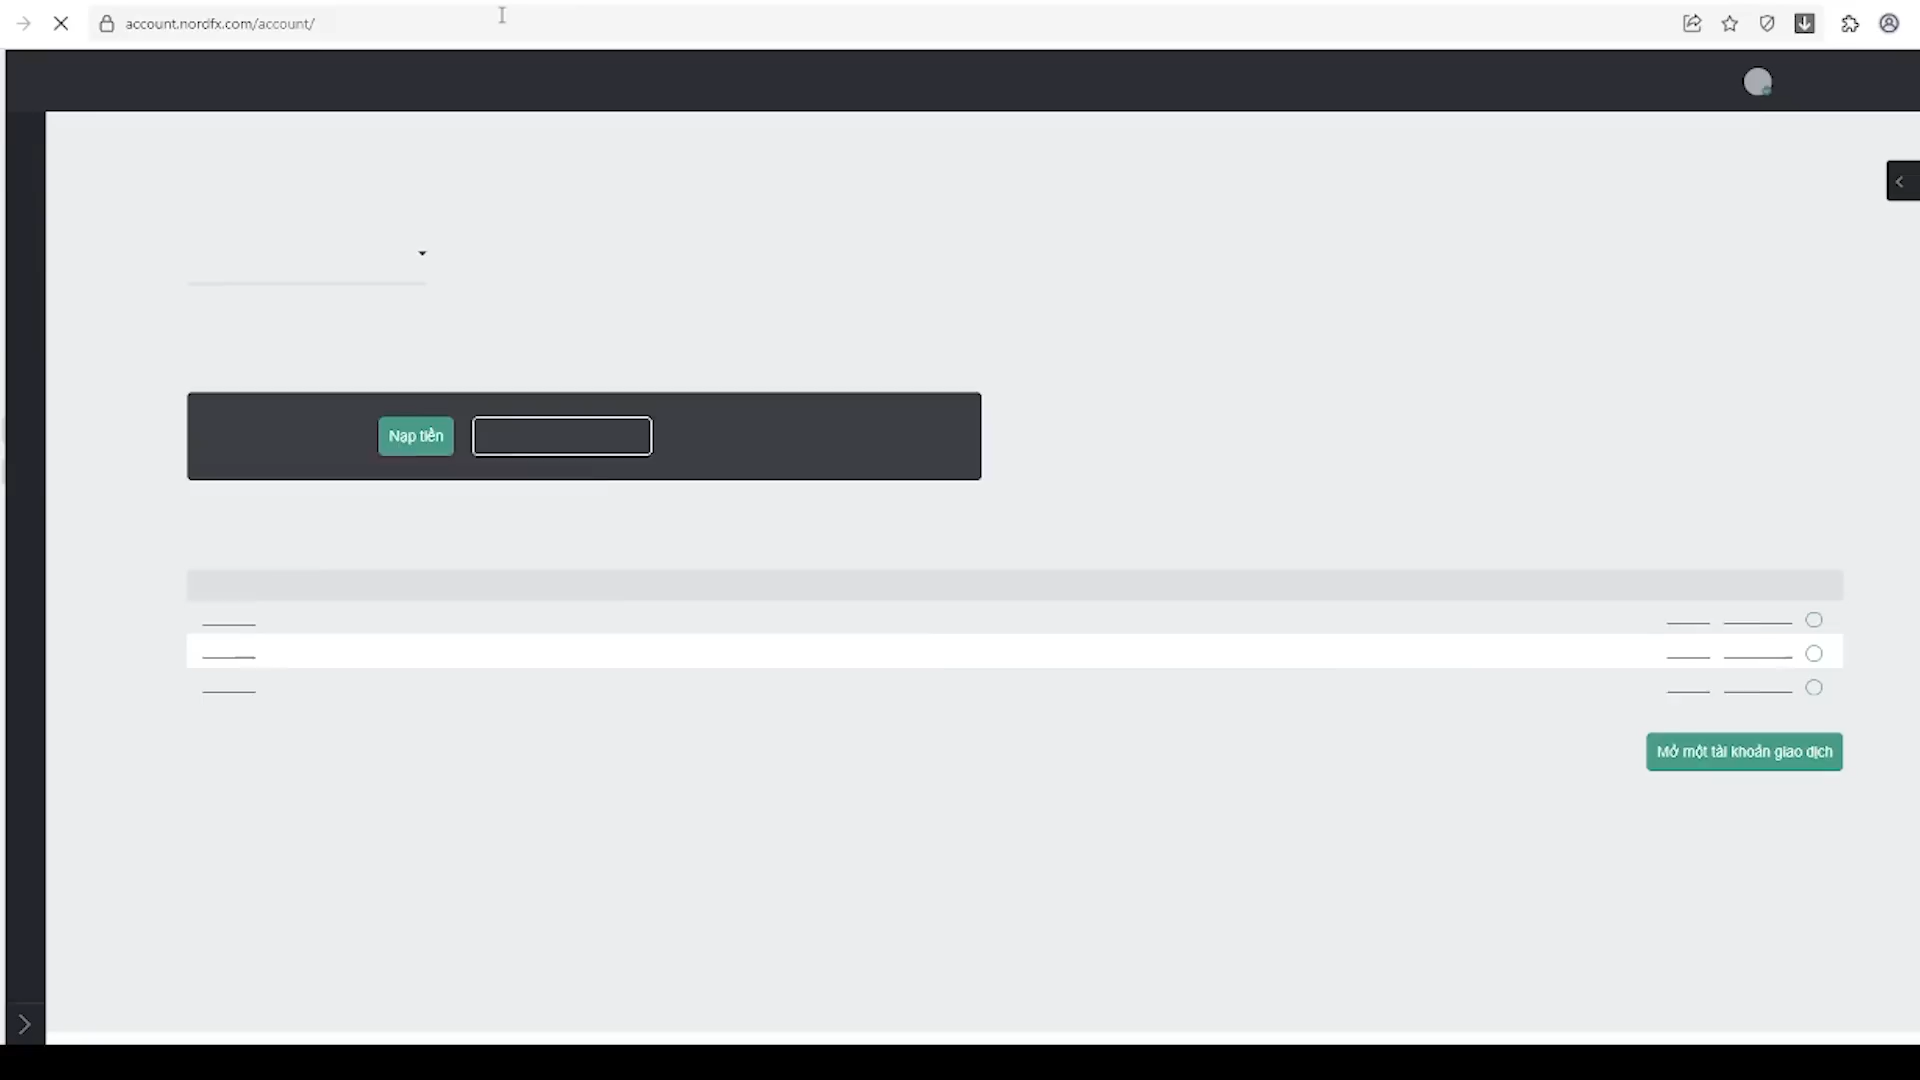 account.nordfx.com/account/
Nạp tiền
Mở một tài khoản giao dịch